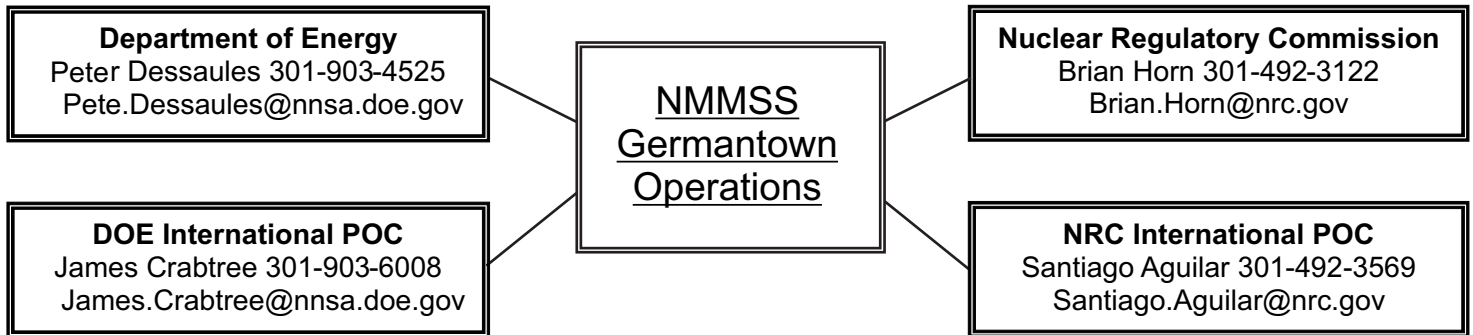 Department of Energy
Peter Dessaules 301-903-4525
Pete.Dessaules@nnsa.doe.gov
DOE International POC
James Crabtree 301-903-6008
James.Crabtree@nnsa.doe.gov
NMMSS
Germantown
Operations
Nuclear Regulatory Commission
Brian Horn 301-492-3122
Brian.Horn@nrc.gov
NRC International POC
Santiago Aguilar 301-492-3569
Santiago.Aguilar@nrc.gov